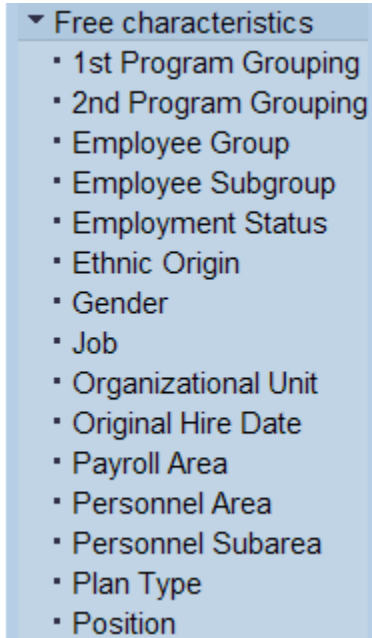 Free characteristics
1st Program Grouping
2nd Program Grouping
Employee Group
Employee Subgroup
Employment Status
Ethnic Origin
Gender
Job
Organizational Unit
Original Hire Date
Payroll Area
Personnel Area
Personnel Subarea
Plan Type
Position